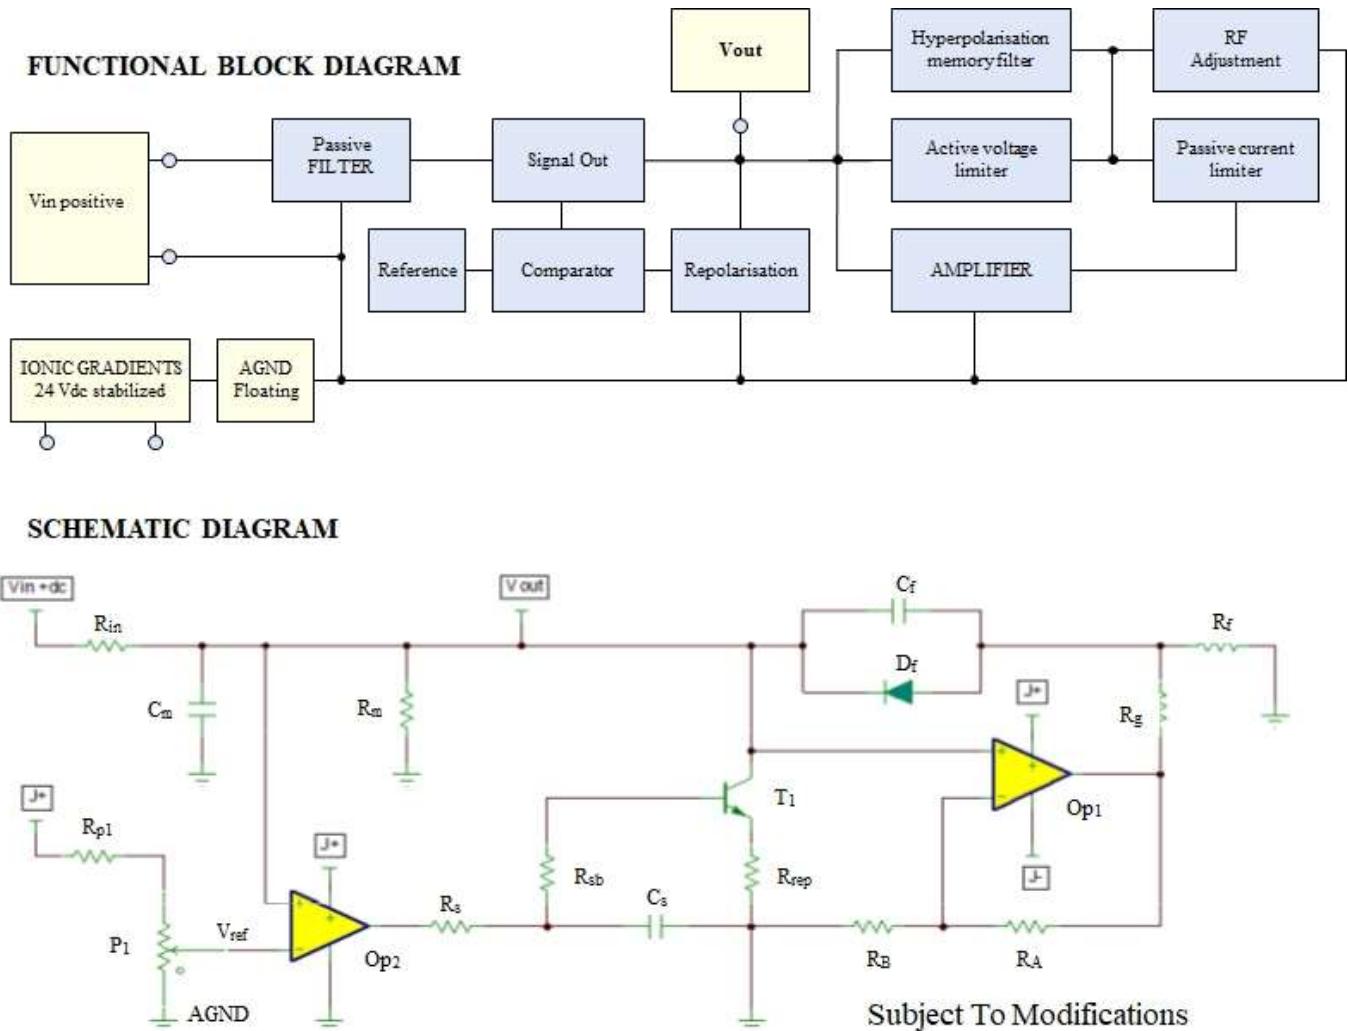 FUNCTIONAL BLOCK DIAGRAM
Vout
Hyperpolarisation
memory filter
RF
Adjustment
Vin positive
Passive
FILTER
Signal Out
Active voltage
limiter
Passive current
limiter
Reference
Comparator
Repolarisation
AMPLIFIER
IONIC GRADIENTS
24 Vdc stabilized
AGND
Floating
SCHEMATIC DIAGRAM
Vin +dc
Rin
Vout
Cf
Rf
Df
Cm
Rm
J+
Rg
J+
Rp1
T1
Op1
J+
J-
Rsb
Rrep
Rs
Cs
+
-
+
+
-
+
P1
Vref
Op2
RB
RA
AGND
Subject To Modifications